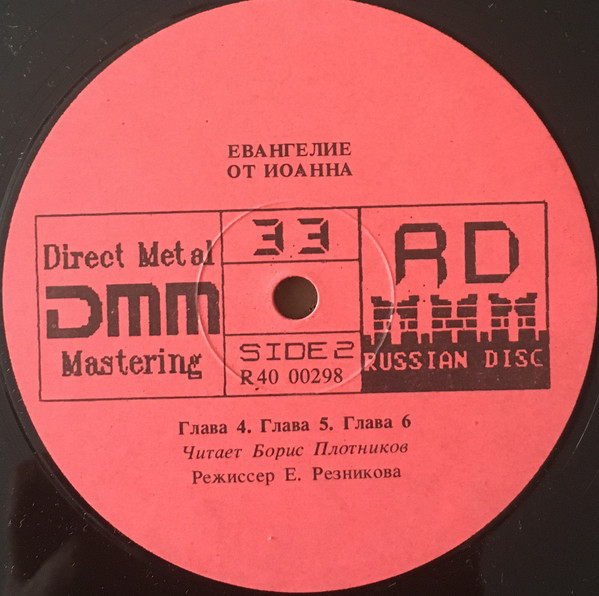 ЕВАНГЕЛИЕ
ОТ ИОАННА
Direct Metal
DMM
Mastering
33
SIDE 2
R40 00298
RD
RUSSIAN DISC
Глава 4. Глава 5. Глава 6
Читает Борис Плотников
Режиссер Е. Резникова